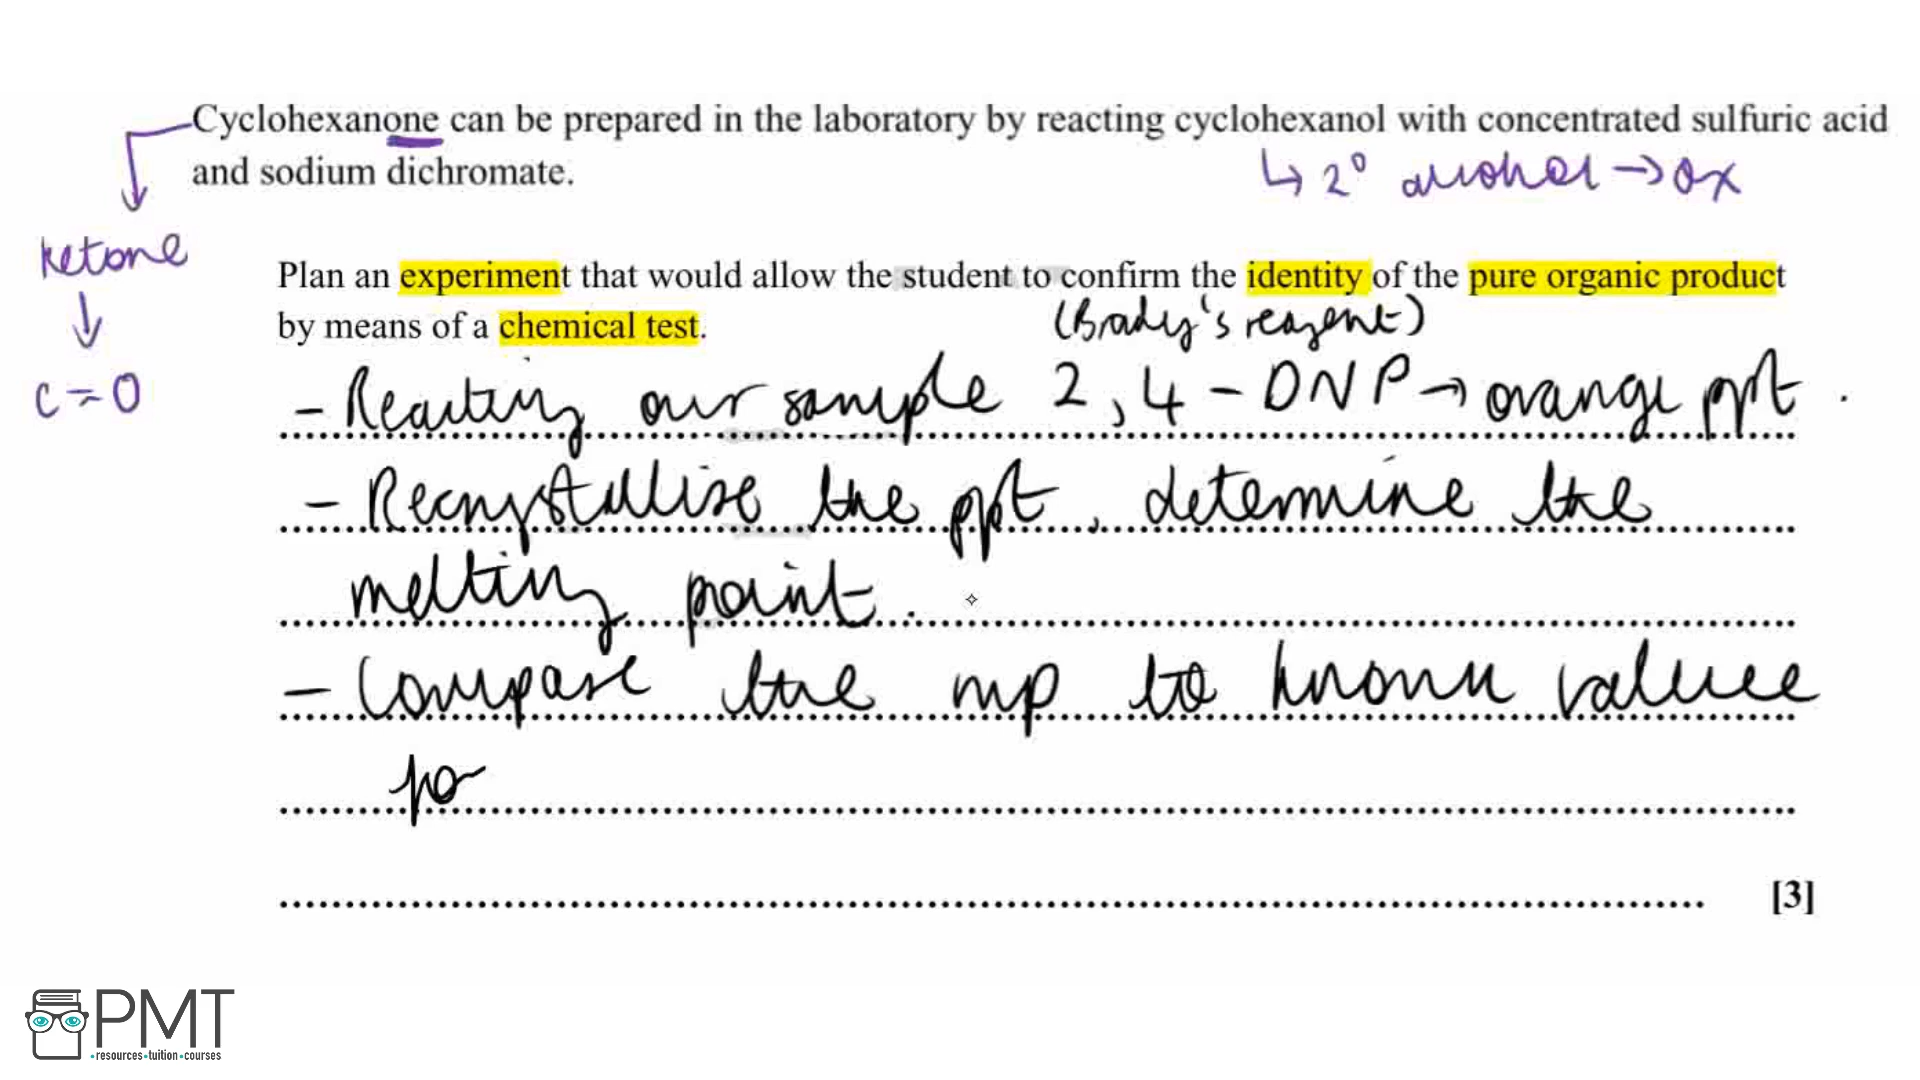 Cyclohexanone can be prepared in the laboratory by reacting cyclohexanol with concentrated sulfuric acid
and sodium dichromate.
↳ 2° alcohol → ox
ketone
↓
C=O
Plan an experiment that would allow the student to confirm the identity of the pure organic product
by means of a chemical test.
(Brady's reagent)
- Reacting our sample 2,4-DNP → orange ppt.
- Recrystallise the ppt, determine the
melting point.
- Compare the mp to known values
fo
[3]
PMT
•resources•tuition•courses